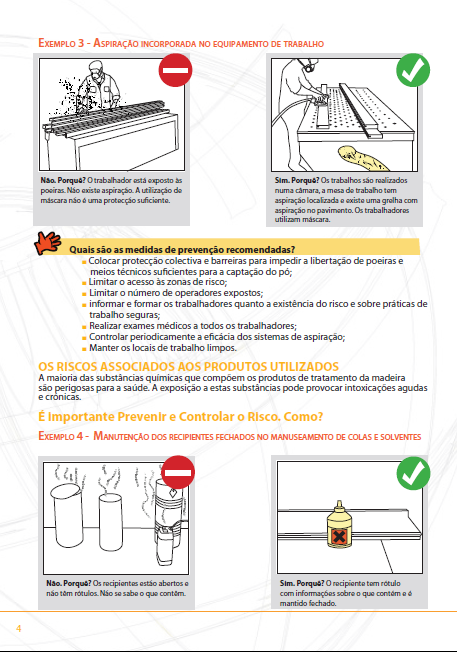 EXEMPLO 3 - ASPIRAÇÃO INCORPORADA NO EQUIPAMENTO DE TRABALHO
Não. Porquê? O trabalhador está exposto às
poeiras. Não existe aspiração. A utilização de
máscara não é uma protecção suficiente.
Sim. Porquê? Os trabalhos são realizados
numa câmara, a mesa de trabalho tem
aspiração localizada e existe uma grelha com
aspiração no pavimento. Os trabalhadores
utilizam máscara.
Quais são as medidas de prevenção recomendadas?
Colocar protecção colectiva e barreiras para impedir a libertação de poeiras e
meios técnicos suficientes para a captação do pó;
Limitar o acesso às zonas de risco;
Limitar o número de operadores expostos;
informar e formar os trabalhadores quanto a existência do risco e sobre práticas de
trabalho seguras;
Realizar exames médicos a todos os trabalhadores;
Controlar periodicamente a eficácia dos sistemas de aspiração;
Manter os locais de trabalho limpos.
OS RISCOS ASSOCIADOS AOS PRODUTOS UTILIZADOS
A maioria das substâncias químicas que compõem os produtos de tratamento da madeira
são perigosas para a saúde. A exposição a estas substâncias pode provocar intoxicações agudas
e crónicas.
É Importante Prevenir e Controlar o Risco. Como?
EXEMPLO 4 - MANUTENÇÃO DOS RECIPIENTES FECHADOS NO MANUSEAMENTO DE COLAS E SOLVENTES
Não. Porquê? Os recipientes estão abertos e
não têm rótulos. Não se sabe o que contêm.
Sim. Porquê? O recipiente tem rótulo
com informações sobre o que contém e é
mantido fechado.
4